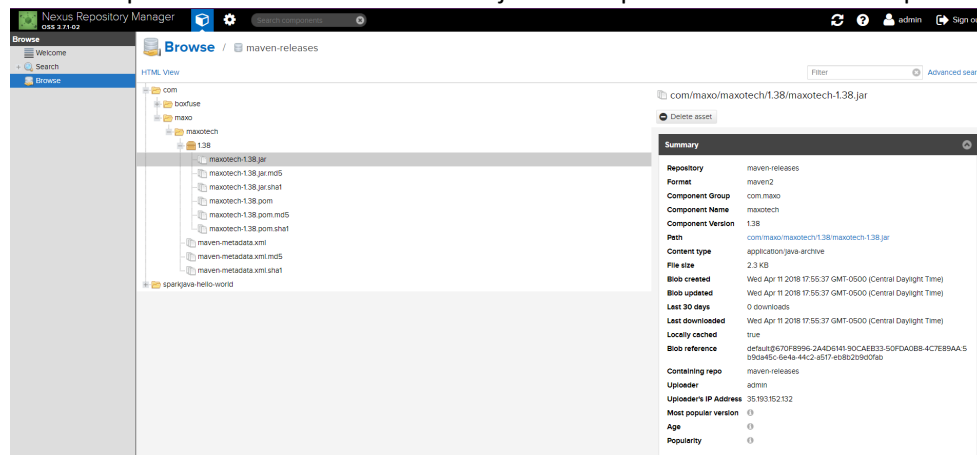 Nexus Repository Manager
OSS 3.7.1-02
Search components
admin
Sign ou
Browse
Welcome
Search
Browse
Browse / maven-releases
HTML View
Filter
Advanced sear
com
boxfuse
maxo
maxotech
1.38
maxotech-1.38.jar
maxotech-1.38.jar.md5
maxotech-1.38.jar.sha1
maxotech-1.38.pom
maxotech-1.38.pom.md5
maxotech-1.38.pom.sha1
maven-metadata.xml
maven-metadata.xml.md5
maven-metadata.xml.sha1
sparkjava-hello-world
com/maxo/maxotech/1.38/maxotech-1.38.jar
Delete asset
Summary
Repository maven-releases
Format maven2
Component Group com.maxo
Component Name maxotech
Component Version 1.38
Path com/maxo/maxotech/1.38/maxotech-1.38.jar
Content type application/java-archive
File size 2.3 KB
Blob created Wed Apr 11 2018 17:55:37 GMT-0500 (Central Daylight Time)
Blob updated Wed Apr 11 2018 17:55:37 GMT-0500 (Central Daylight Time)
Last 30 days 0 downloads
Last downloaded Wed Apr 11 2018 17:55:37 GMT-0500 (Central Daylight Time)
Locally cached true
Blob reference default@670F8996-2A4D6141-90CAEB33-50FDA0B8-4C7E89AA:5
b9da45c-6e4a-44c2-a517-eb8b2b9d0fab
Containing repo maven-releases
Uploader admin
Uploader's IP Address 35.193.152.132
Most popular version
Age
Popularity